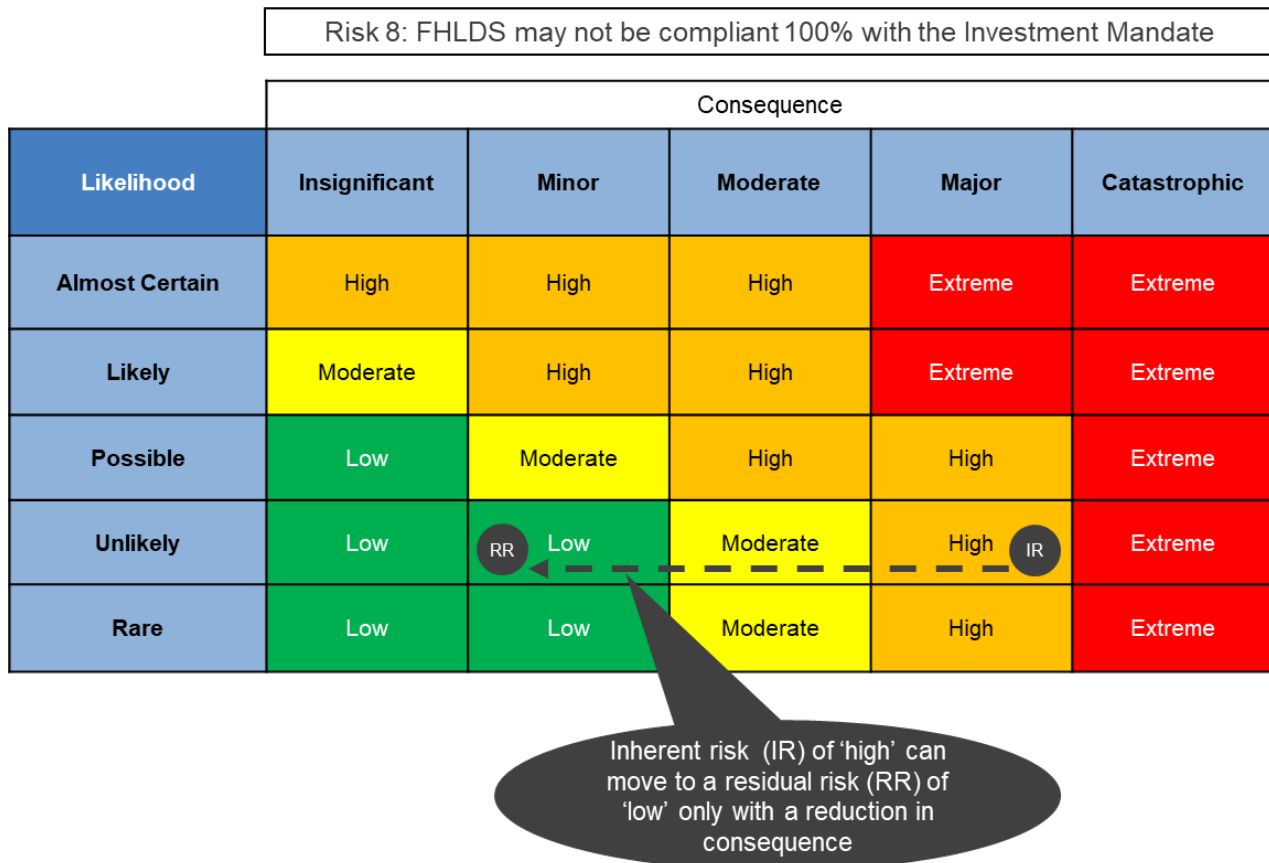 Risk 8: FHLDS may not be compliant 100% with the Investment Mandate
Consequence
Likelihood Insignificant Minor Moderate Major Catastrophic
Almost Certain High High High Extreme Extreme
Likely Moderate High High Extreme Extreme
Possible Low Moderate High High Extreme
Unlikely Low RR Low Moderate High IR Extreme
Rare Low Low Moderate High Extreme
Inherent risk (IR) of ‘high’ can
move to a residual risk (RR) of
‘low’ only with a reduction in
consequence